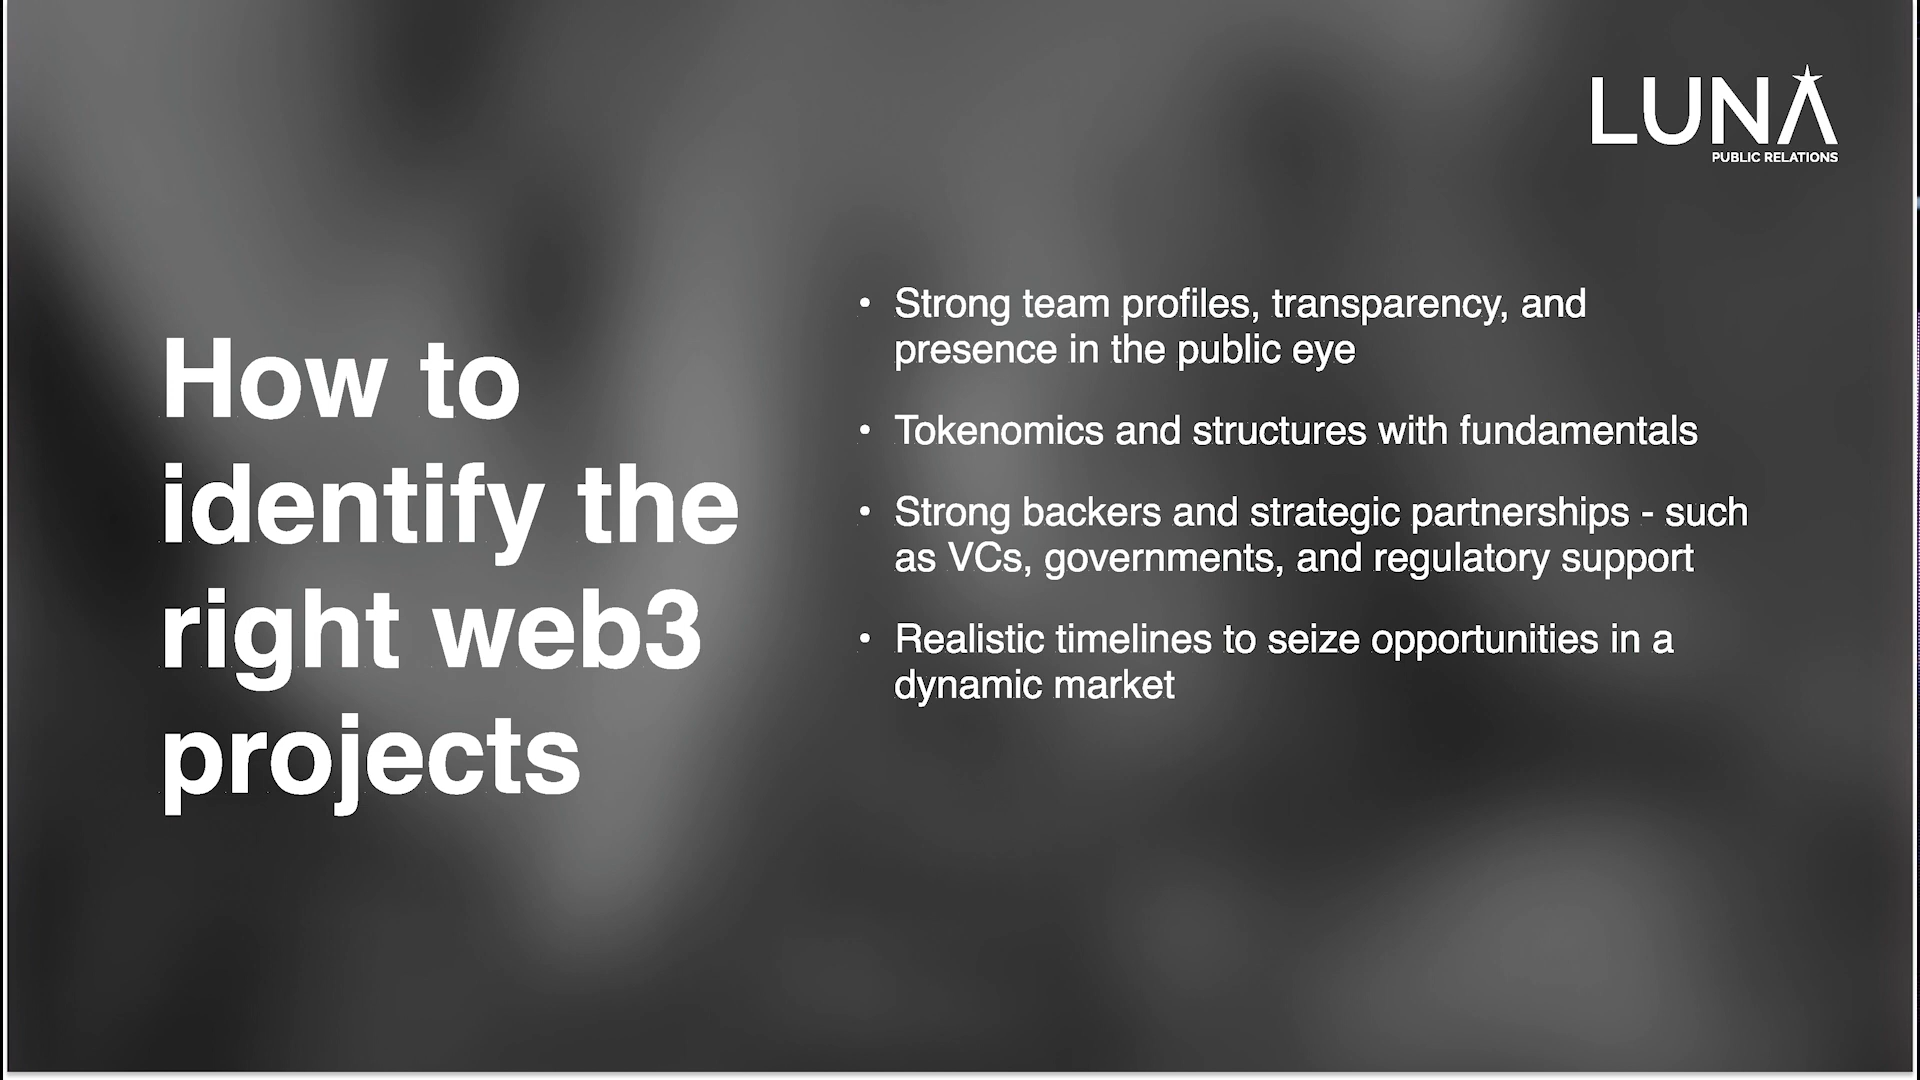 LUNA
PUBLIC RELATIONS
How to
identify the
right web3
projects
• Strong team profiles, transparency, and
presence in the public eye
• Tokenomics and structures with fundamentals
• Strong backers and strategic partnerships - such
as VCs, governments, and regulatory support
• Realistic timelines to seize opportunities in a
dynamic market